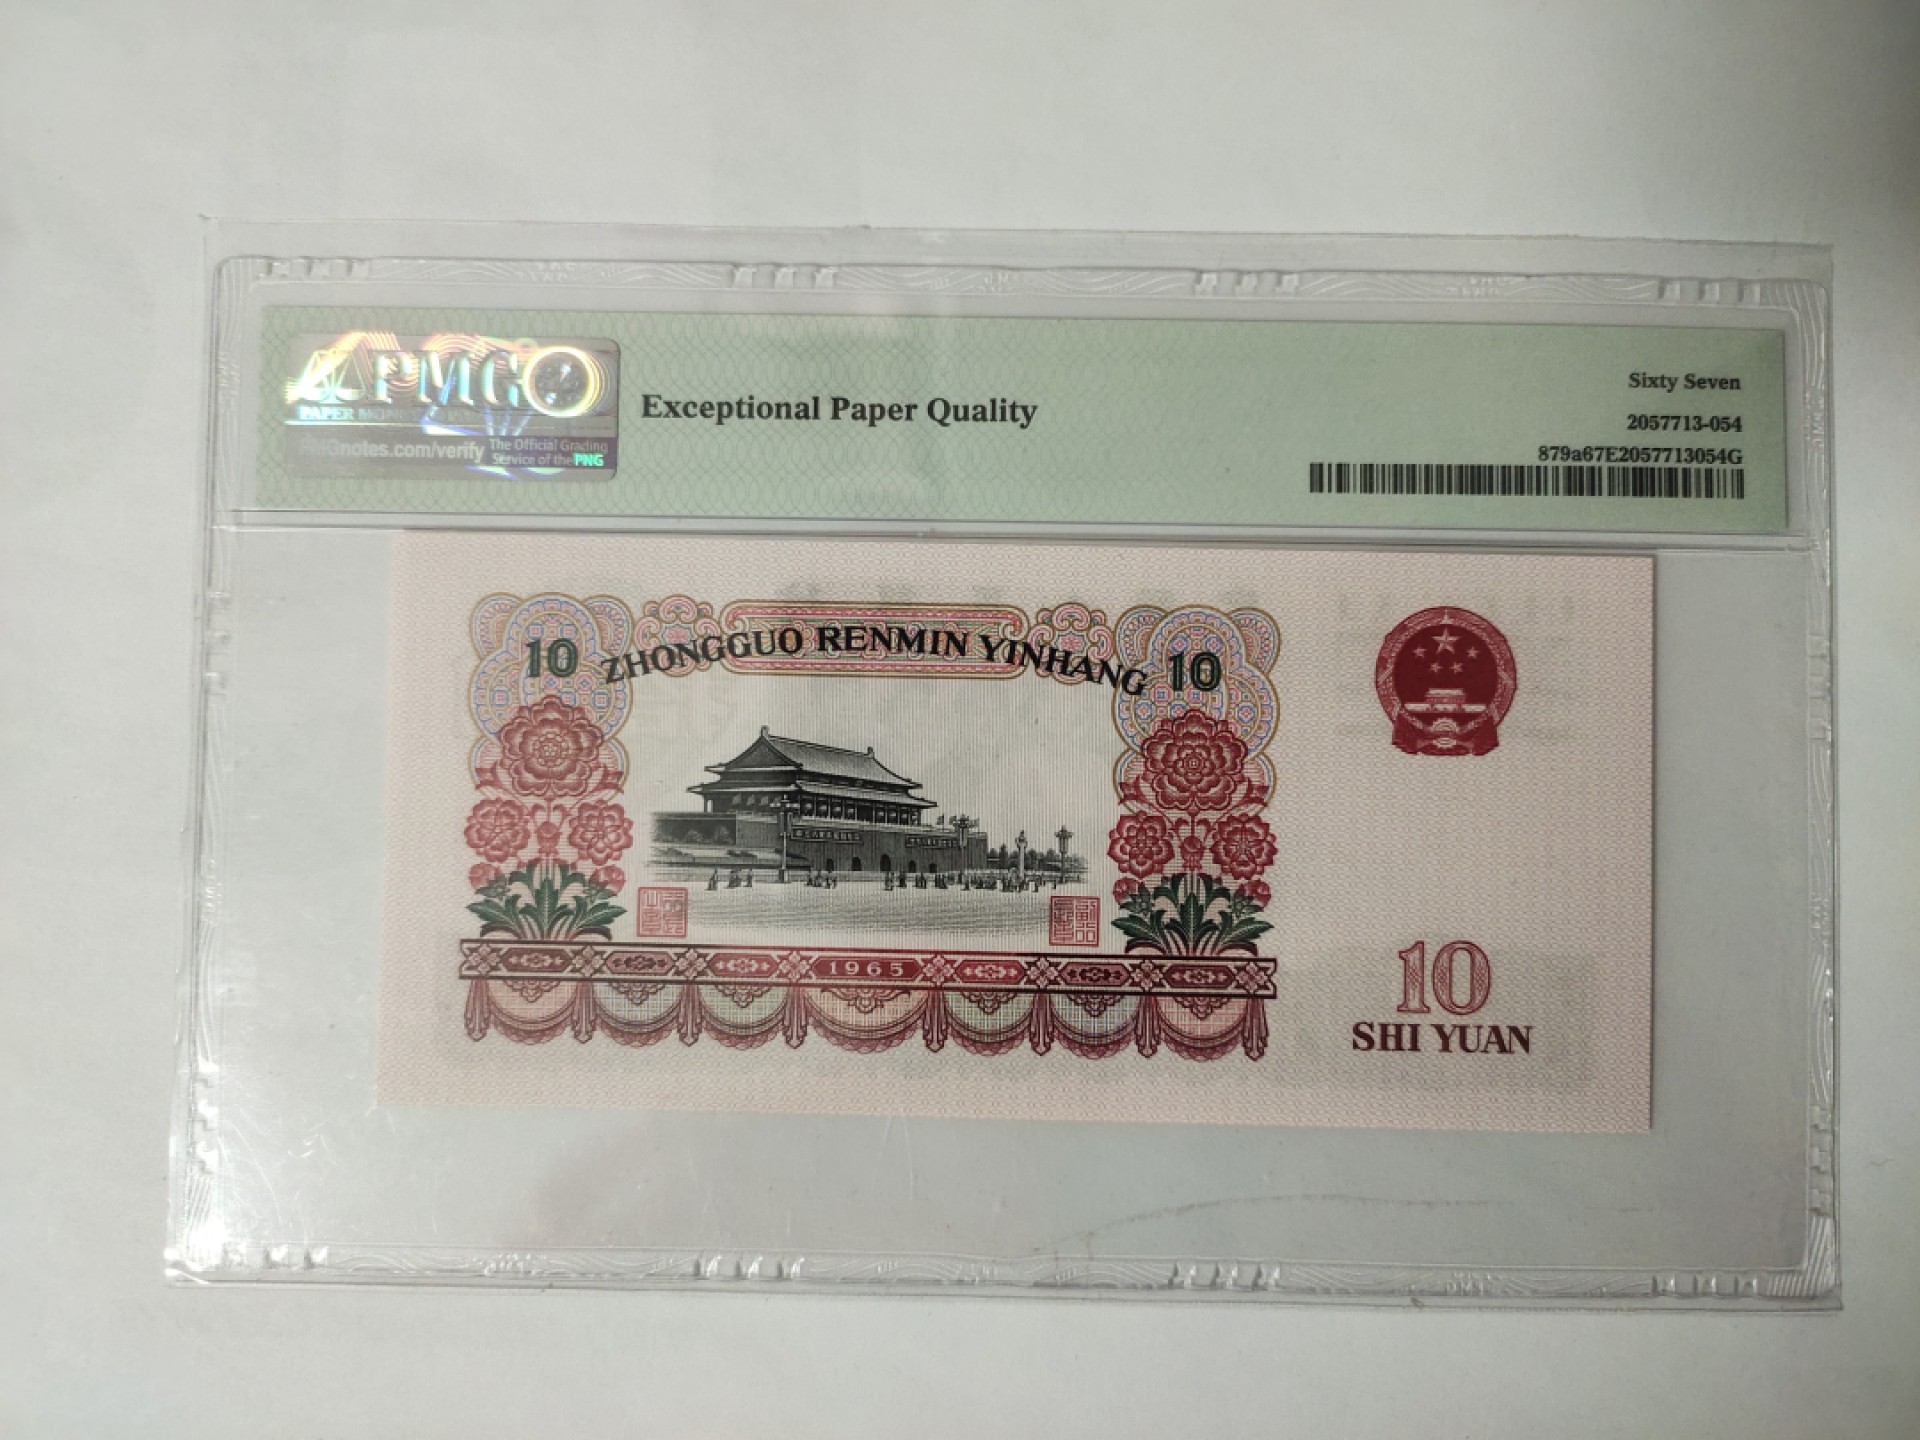 PMG
PAPER MONEY
PMGnotes.com/verify
The Official Grading
Service of the PNG
Exceptional Paper Quality
Sixty Seven
2057713-054
879a67E2057713054G
10 ZHONGGUO RENMIN YINHANG 10
1965
10
SHI YUAN